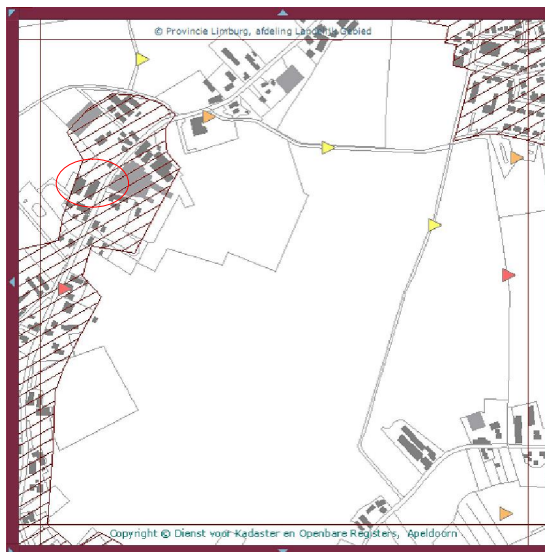 © Provincie Limburg, afdeling Landelijk Gebied
Copyright © Dienst voor Kadaster en Openbare Registers, Apeldoorn